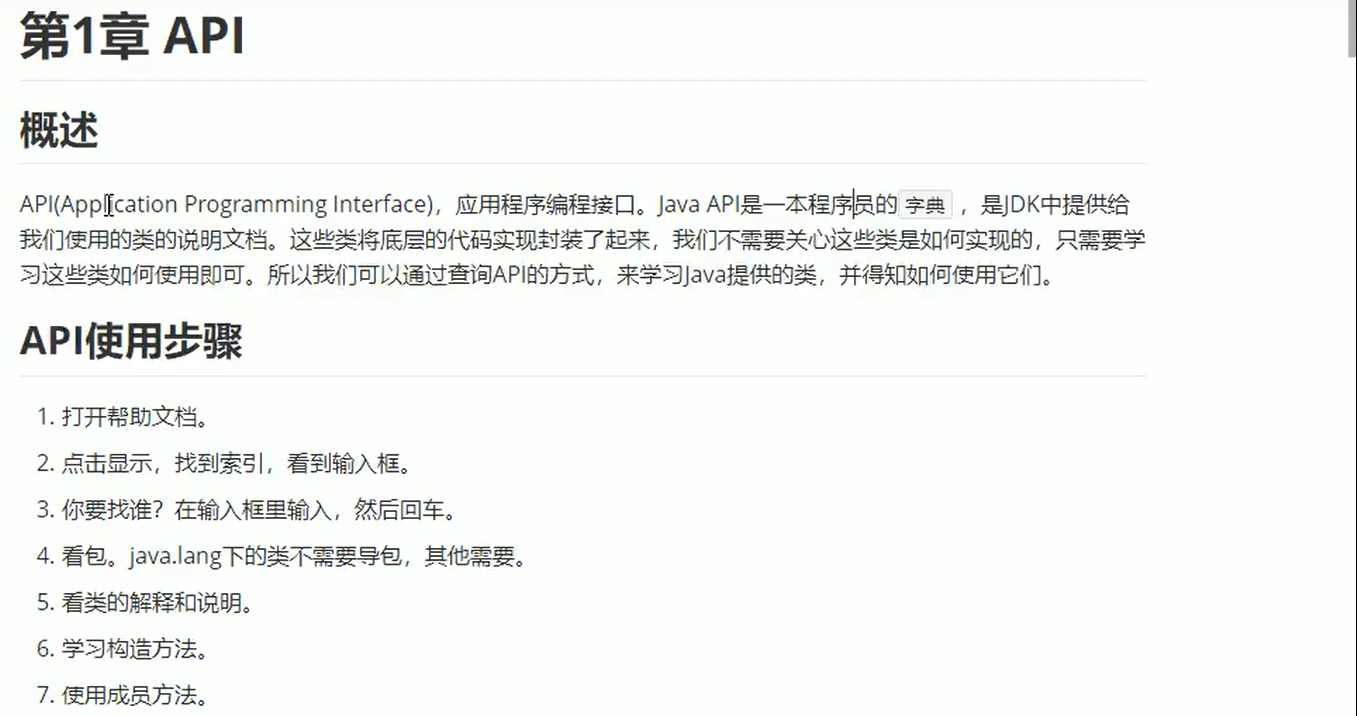 第1章 API
概述
API(Application Programming Interface)，应用程序编程接口。Java API是一本程序员的 字典 ，是JDK中提供给
我们使用的类的说明文档。这些类将底层的代码实现封装了起来，我们不需要关心这些类是如何实现的，只需要学
习这些类如何使用即可。所以我们可以通过查询API的方式，来学习Java提供的类，并得知如何使用它们。
API使用步骤
1. 打开帮助文档。
2. 点击显示，找到索引，看到输入框。
3. 你要找谁？在输入框里输入，然后回车。
4. 看包。java.lang下的类不需要导包，其他需要。
5. 看类的解释和说明。
6. 学习构造方法。
7. 使用成员方法。